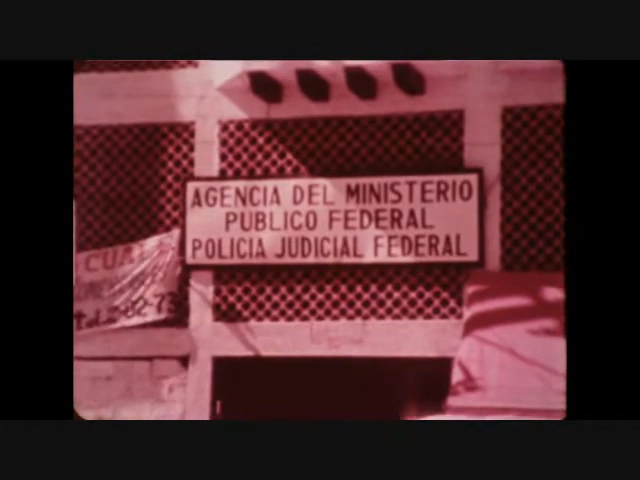 AGENCIA DEL MINISTERIO
PUBLICO FEDERAL
POLICIA JUDICIAL FEDERAL